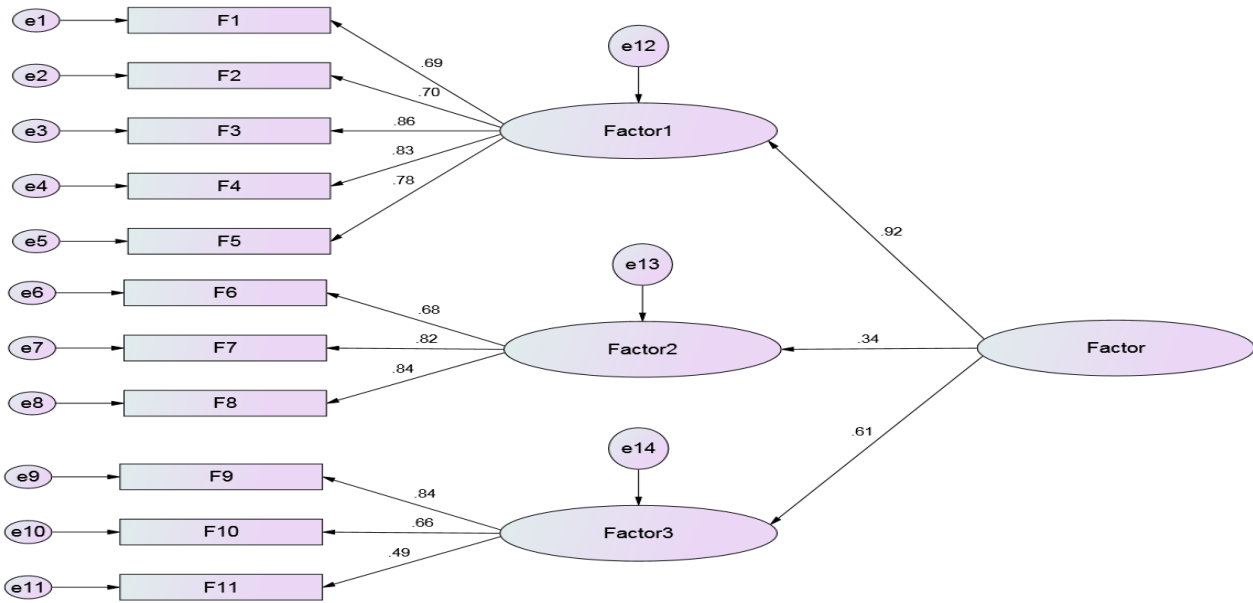 e1
F1
e12
.69
e2
F2
.70
e3
F3
.86
Factor1
.83
e4
F4
.78
e5
F5
.92
e13
e6
F6
.68
e7
F7
.82
Factor2
.34
Factor
.84
e8
F8
.61
e14
e9
F9
.84
e10
F10
.66
Factor3
.49
e11
F11